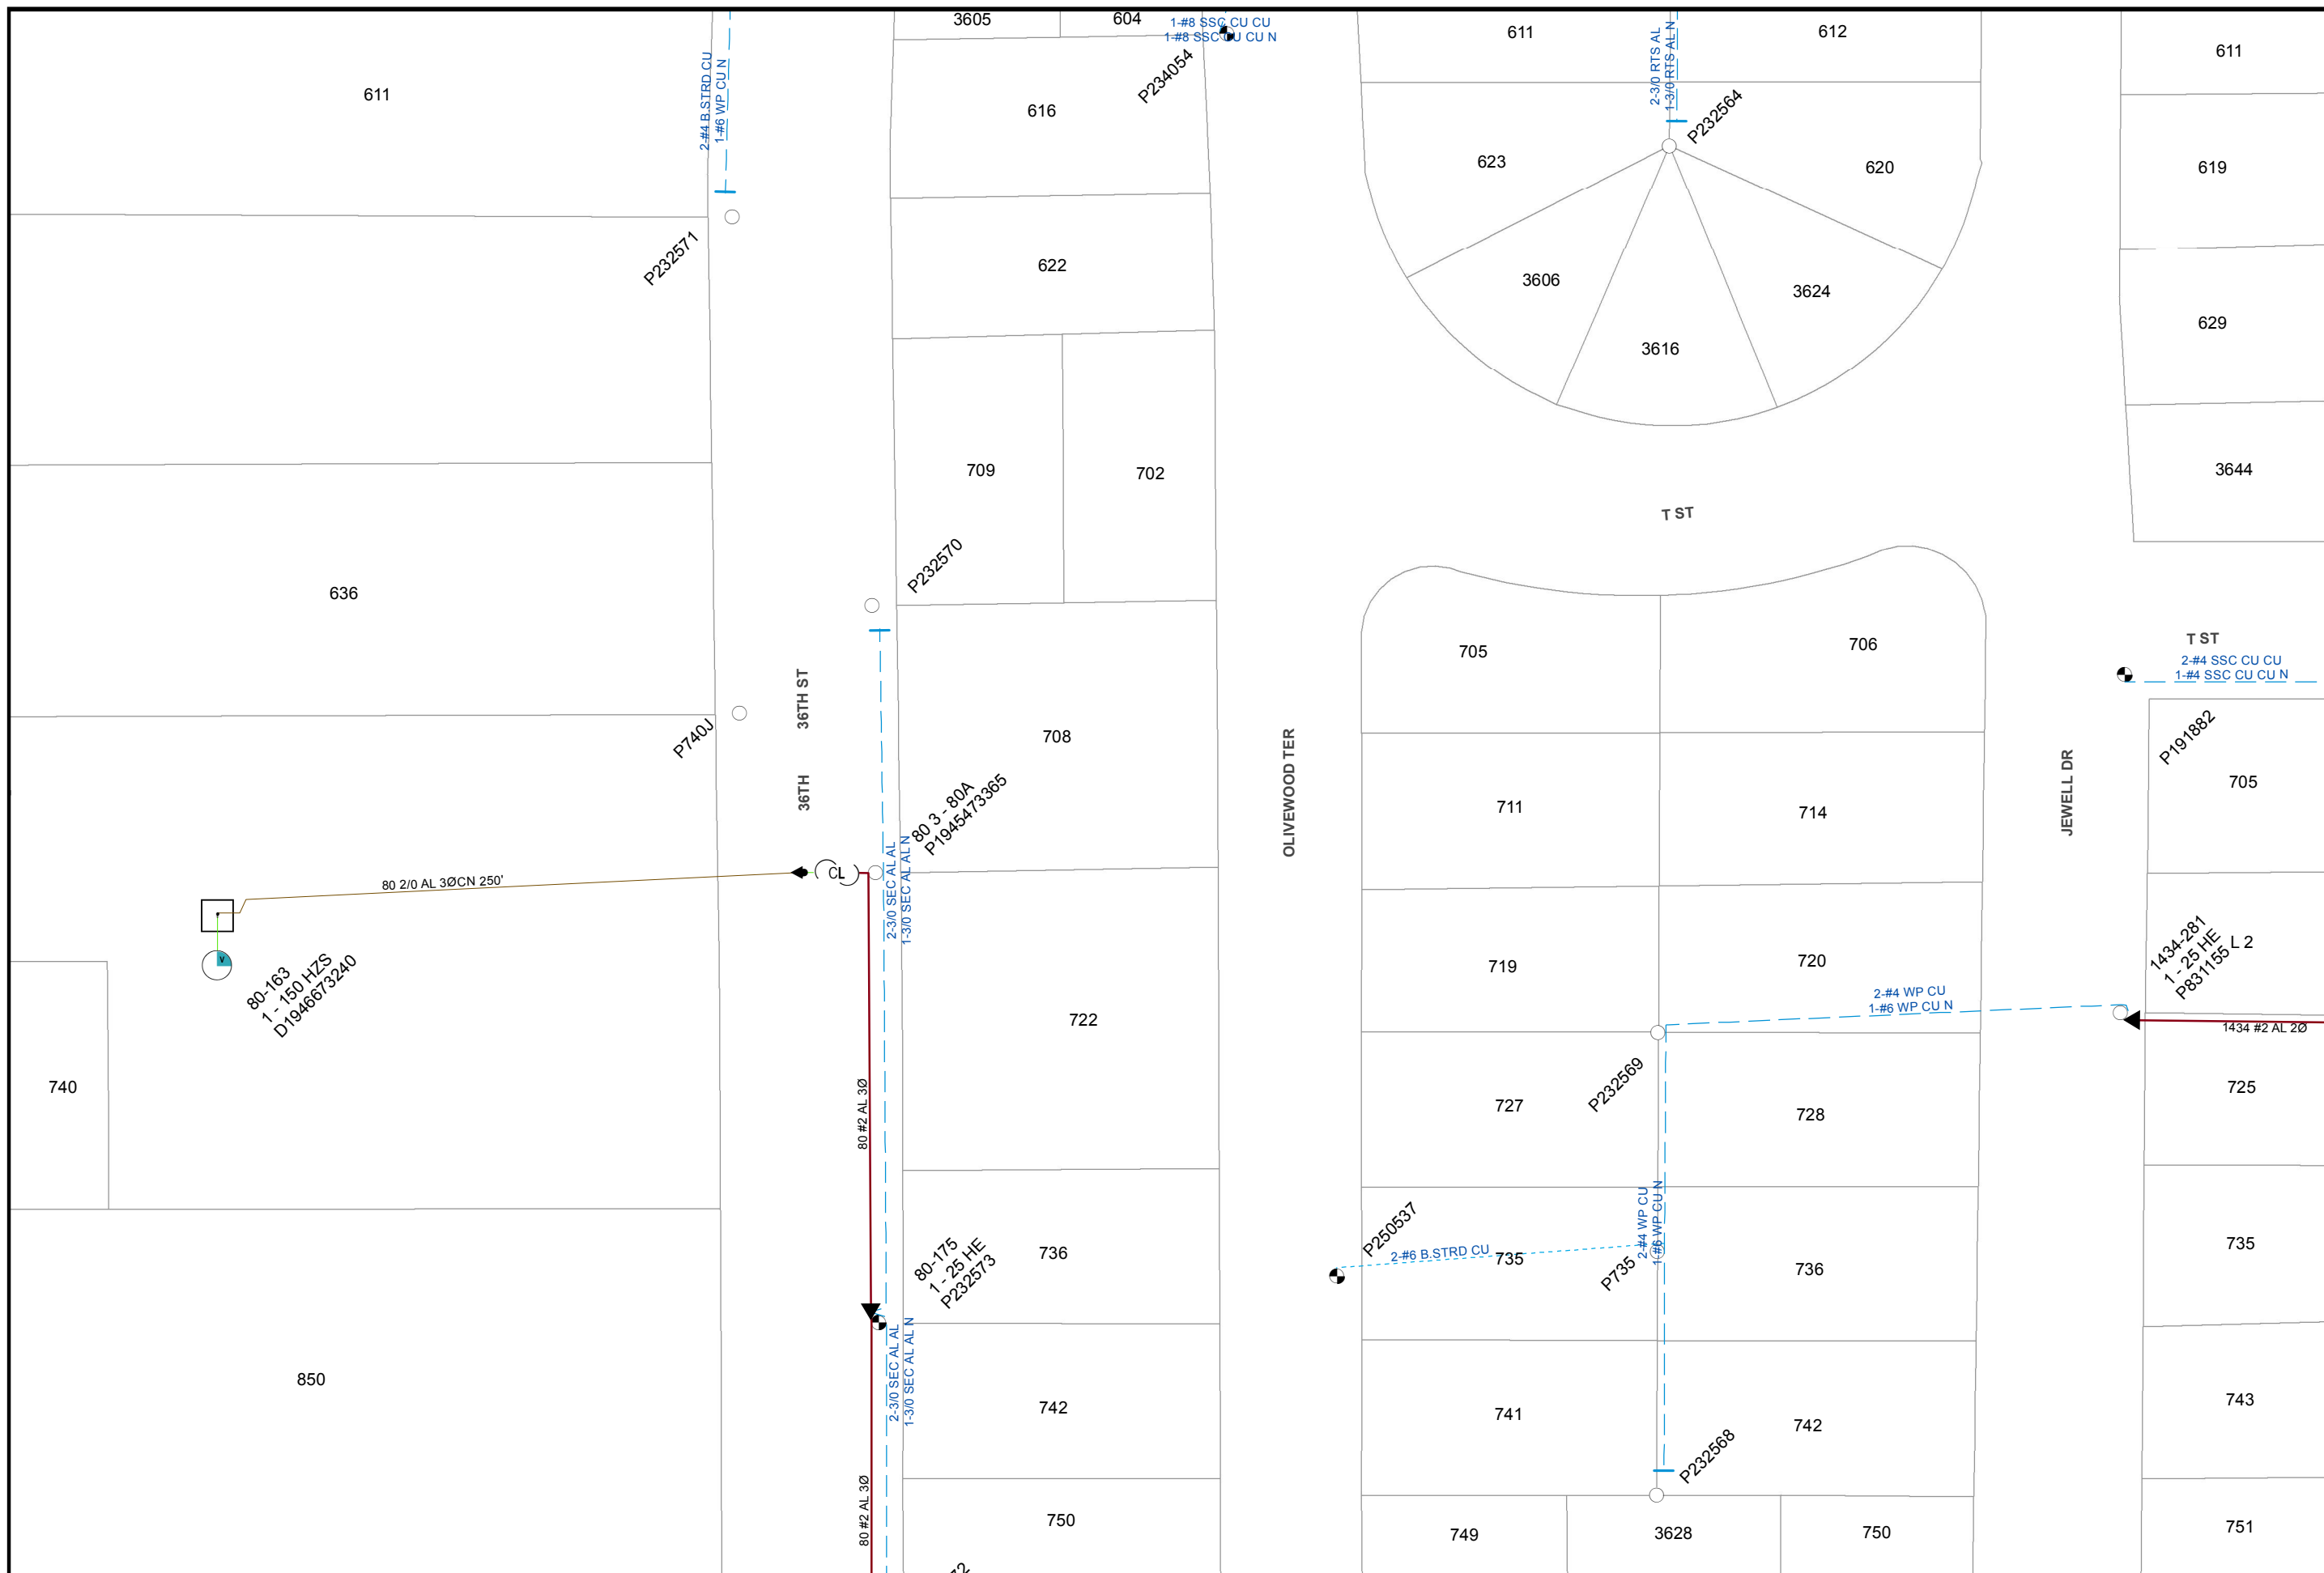 3605
604
1-#8 SSC CU CU
1-#8 SSC CU CU N
P234054
611
2-#4 B.STRD CU
1-#6 WP CU N
616
611
2-3/0 RTS AL
1-3/0 RTS AL N
612
P232564
611
623
620
619
P232571
622
3606
3624
3616
629
709
702
3644
T ST
P232570
636
705
706
T ST
2-#4 SSC CU CU
1-#4 SSC CU CU N
36TH ST
P740J
708
P191882
OLIVEWOOD TER
JEWELL DR
36TH
80 3 - 80A
P1945473365
711
714
705
CL
80 2/0 AL 3ØCN 250'
2-3/0 SEC AL AL
1-3/0 SEC AL AL N
V
80-163
1 - 150 HZS
D1946673240
719
720
1434-281
1 - 25 HE
P831155
L 2
2-#4 WP CU
1-#6 WP CU N
1434 #2 AL 2Ø
722
740
80 #2 AL 3Ø
P232569
727
728
725
80-175
1 - 25 HE
P232573
736
P250537
2-#6 B.STRD CU
735
P735
2-#4 WP CU
1-#6 WP CU N
736
735
850
2-3/0 SEC AL AL
1-3/0 SEC AL AL N
742
741
742
743
P232568
80 #2 AL 3Ø
750
749
3628
750
751